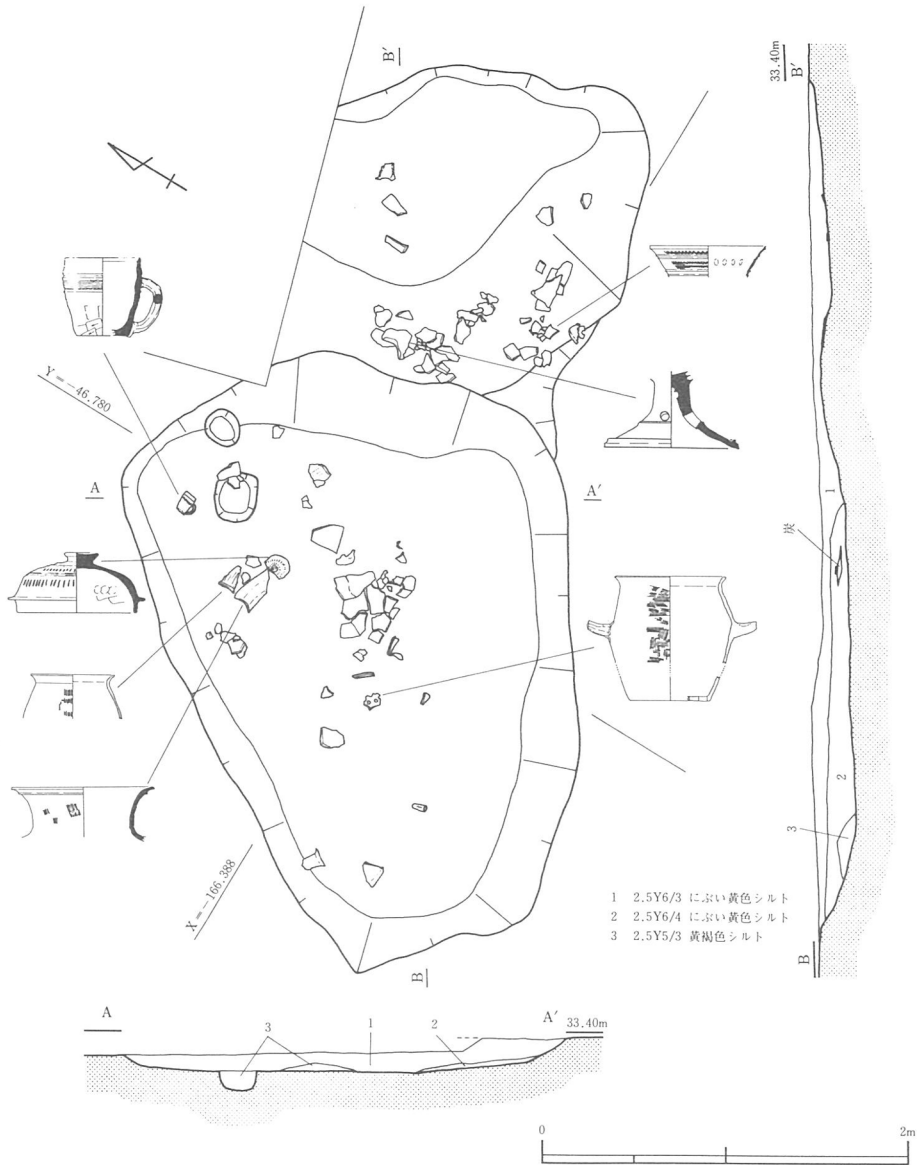 B′
33.40m
B′
Y=-46.780
A
A′
1
炭
2
3
X=-166.388
1 2.5Y6/3 にぶい黄色シルト
2 2.5Y6/4 にぶい黄色シルト
3 2.5Y5/3 黄褐色シルト
B
B
A
3
1
2
A′
33.40m
0
2m